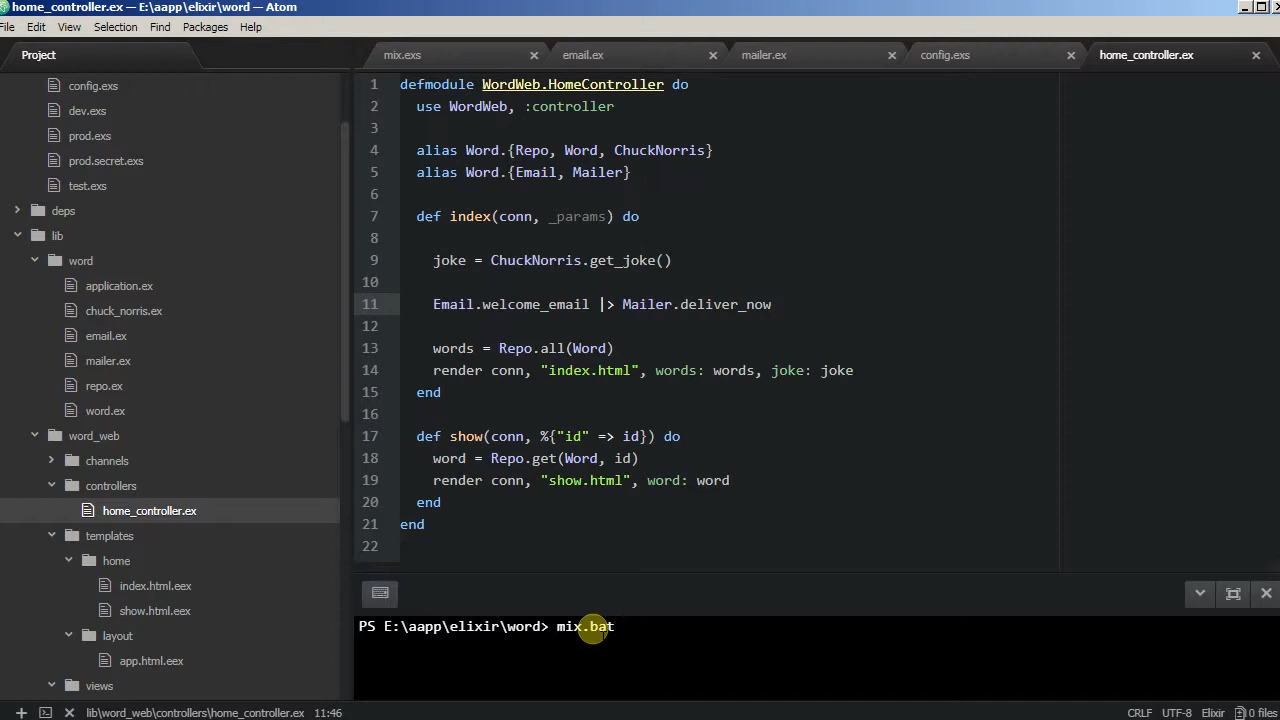 home_controller.ex — E:\aapp\elixir\word — Atom
File Edit View Selection Find Packages Help
Project
mix.exs
email.ex
mailer.ex
config.exs
home_controller.ex
config.exs
dev.exs
prod.exs
prod.secret.exs
test.exs
deps
lib
word
application.ex
chuck_norris.ex
email.ex
mailer.ex
repo.ex
word.ex
word_web
channels
controllers
home_controller.ex
templates
home
index.html.eex
show.html.eex
layout
app.html.eex
views
1 defmodule WordWeb.HomeController do
2 use WordWeb, :controller
3
4 alias Word.{Repo, Word, ChuckNorris}
5 alias Word.{Email, Mailer}
6
7 def index(conn, _params) do
8
9 joke = ChuckNorris.get_joke()
10
11 Email.welcome_email |> Mailer.deliver_now
12
13 words = Repo.all(Word)
14 render conn, "index.html", words: words, joke: joke
15 end
16
17 def show(conn, %{"id" => id}) do
18 word = Repo.get(Word, id)
19 render conn, "show.html", word: word
20 end
21 end
22
PS E:\aapp\elixir\word> mix.bat
lib\word_web\controllers\home_controller.ex 11:46
CRLF UTF-8 Elixir 0 files